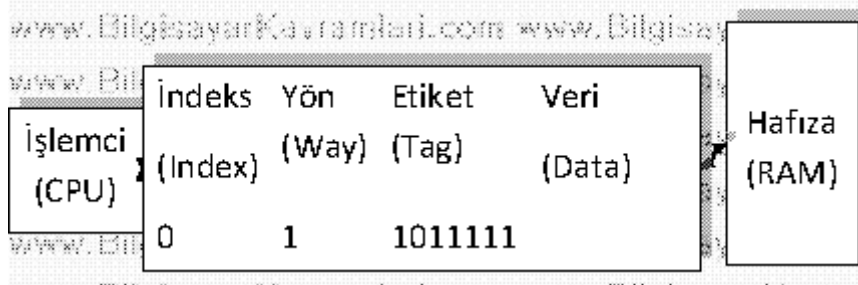 www.BilgisayarKavramlari.com www.Bilgisay
İşlemci
(CPU)
İndeks Yön Etiket Veri
(Index) (Way) (Tag) (Data)
0 1 1011111
Hafıza
(RAM)